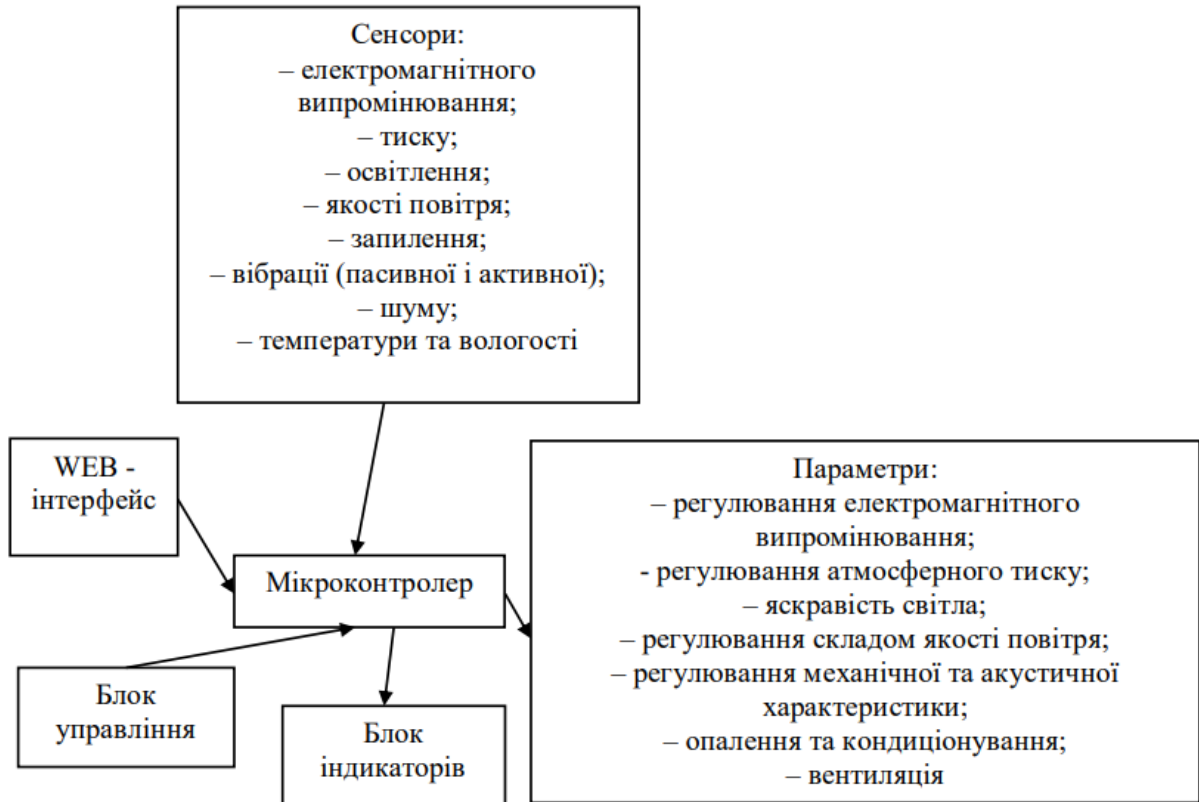 Сенсори:
– електромагнітного
випромінювання;
– тиску;
– освітлення;
– якості повітря;
– запилення;
– вібрації (пасивної і активної);
– шуму;
– температури та вологості
WEB -
інтерфейс
Мікроконтролер
Блок
управління
Блок
індикаторів
Параметри:
– регулювання електромагнітного
випромінювання;
- регулювання атмосферного тиску;
– яскравість світла;
– регулювання складом якості повітря;
– регулювання механічної та акустичної
характеристики;
– опалення та кондиціонування;
– вентиляція